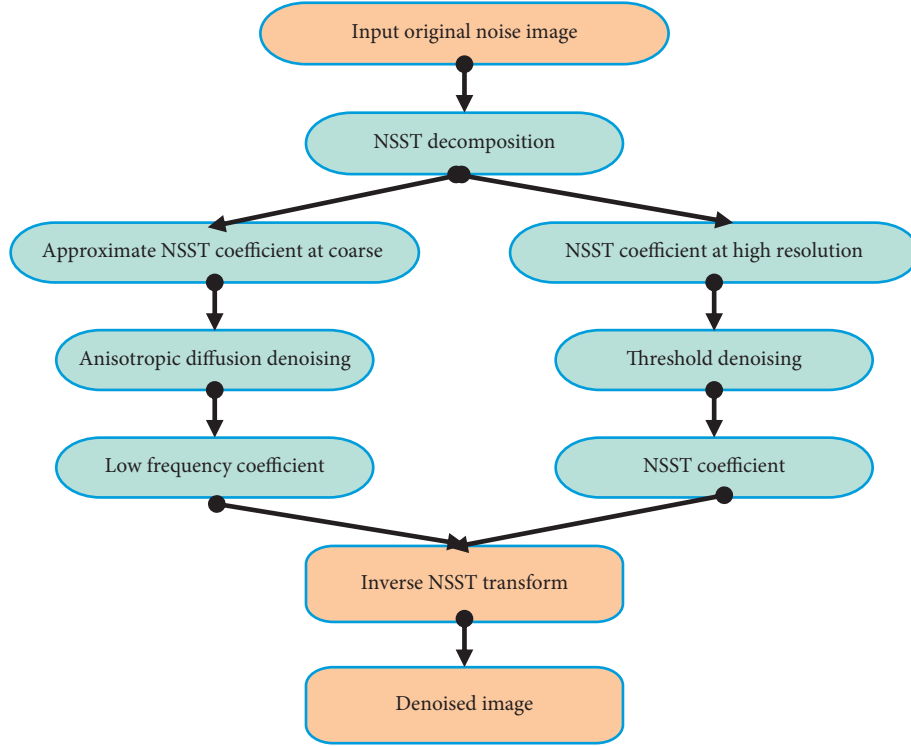 Input original noise image
NSST decomposition
Approximate NSST coefficient at coarse
NSST coefficient at high resolution
Anisotropic diffusion denoising
Threshold denoising
Low frequency coefficient
NSST coefficient
Inverse NSST transform
Denoised image